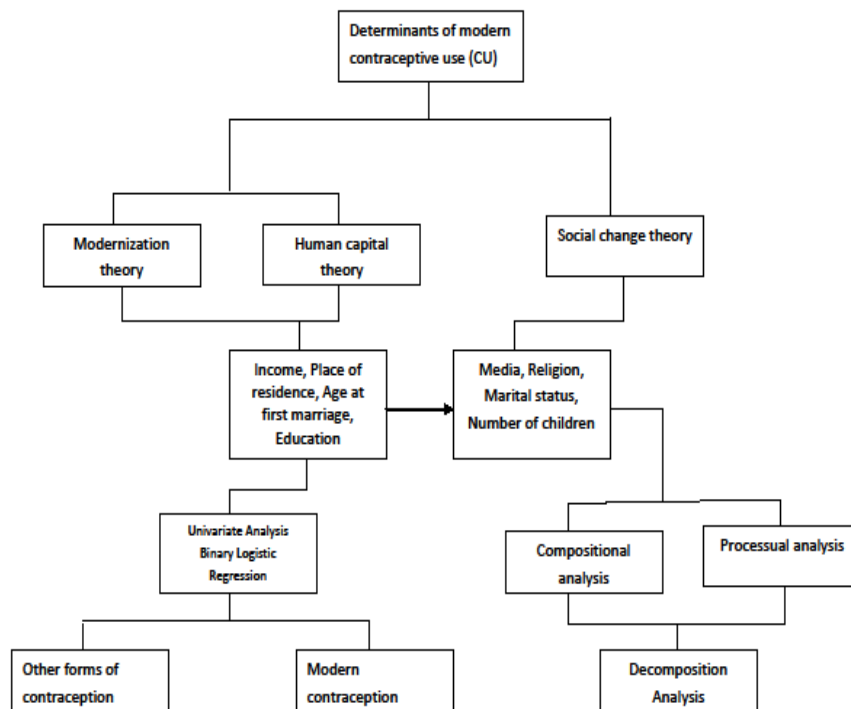 Determinants of modern
contraceptive use (CU)
Modernization
theory
Human capital
theory
Social change theory
Income, Place of
residence, Age at
first marriage,
Education
Media, Religion,
Marital status,
Number of children
Univariate Analysis
Binary Logistic
Regression
Compositional
analysis
Processual analysis
Other forms of
contraception
Modern
contraception
Decomposition
Analysis